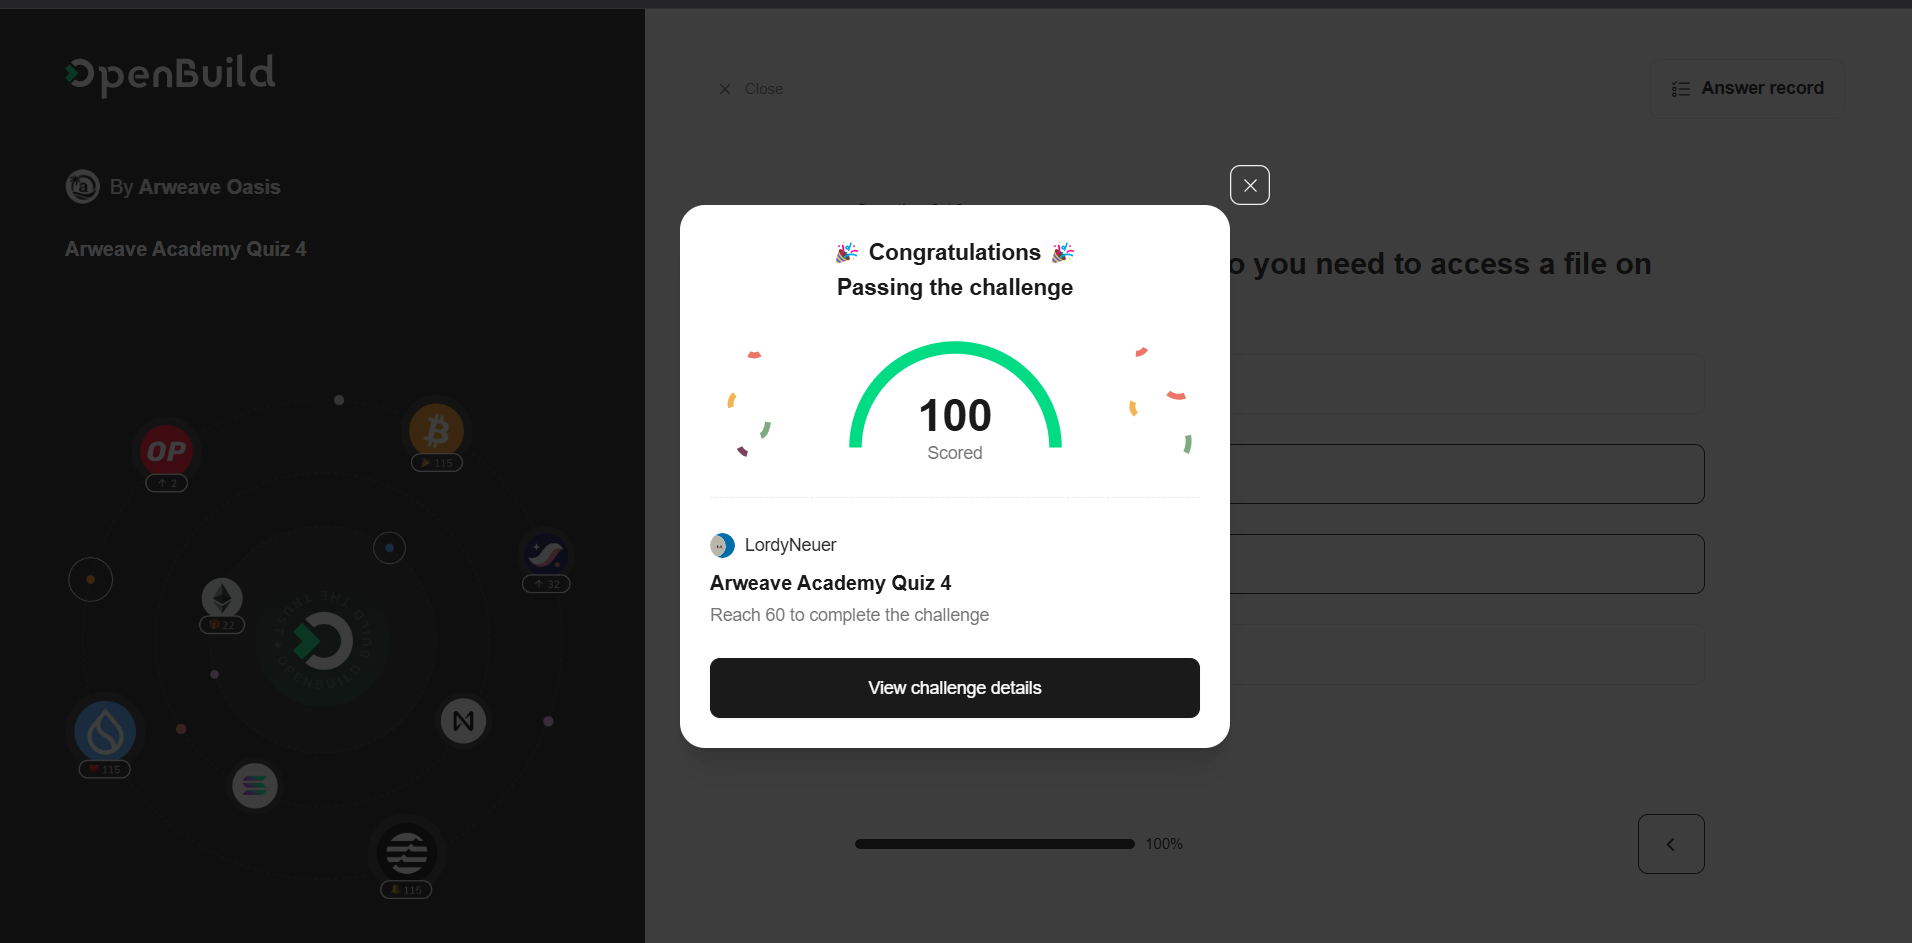 OpenBuild
By Arweave Oasis
Arweave Academy Quiz 4
OP
2
115
32
22
115
115
Close
Answer record
o you need to access a file on
🎉 Congratulations 🎉
Passing the challenge
100
Scored
LordyNeuer
Arweave Academy Quiz 4
Reach 60 to complete the challenge
View challenge details
100%